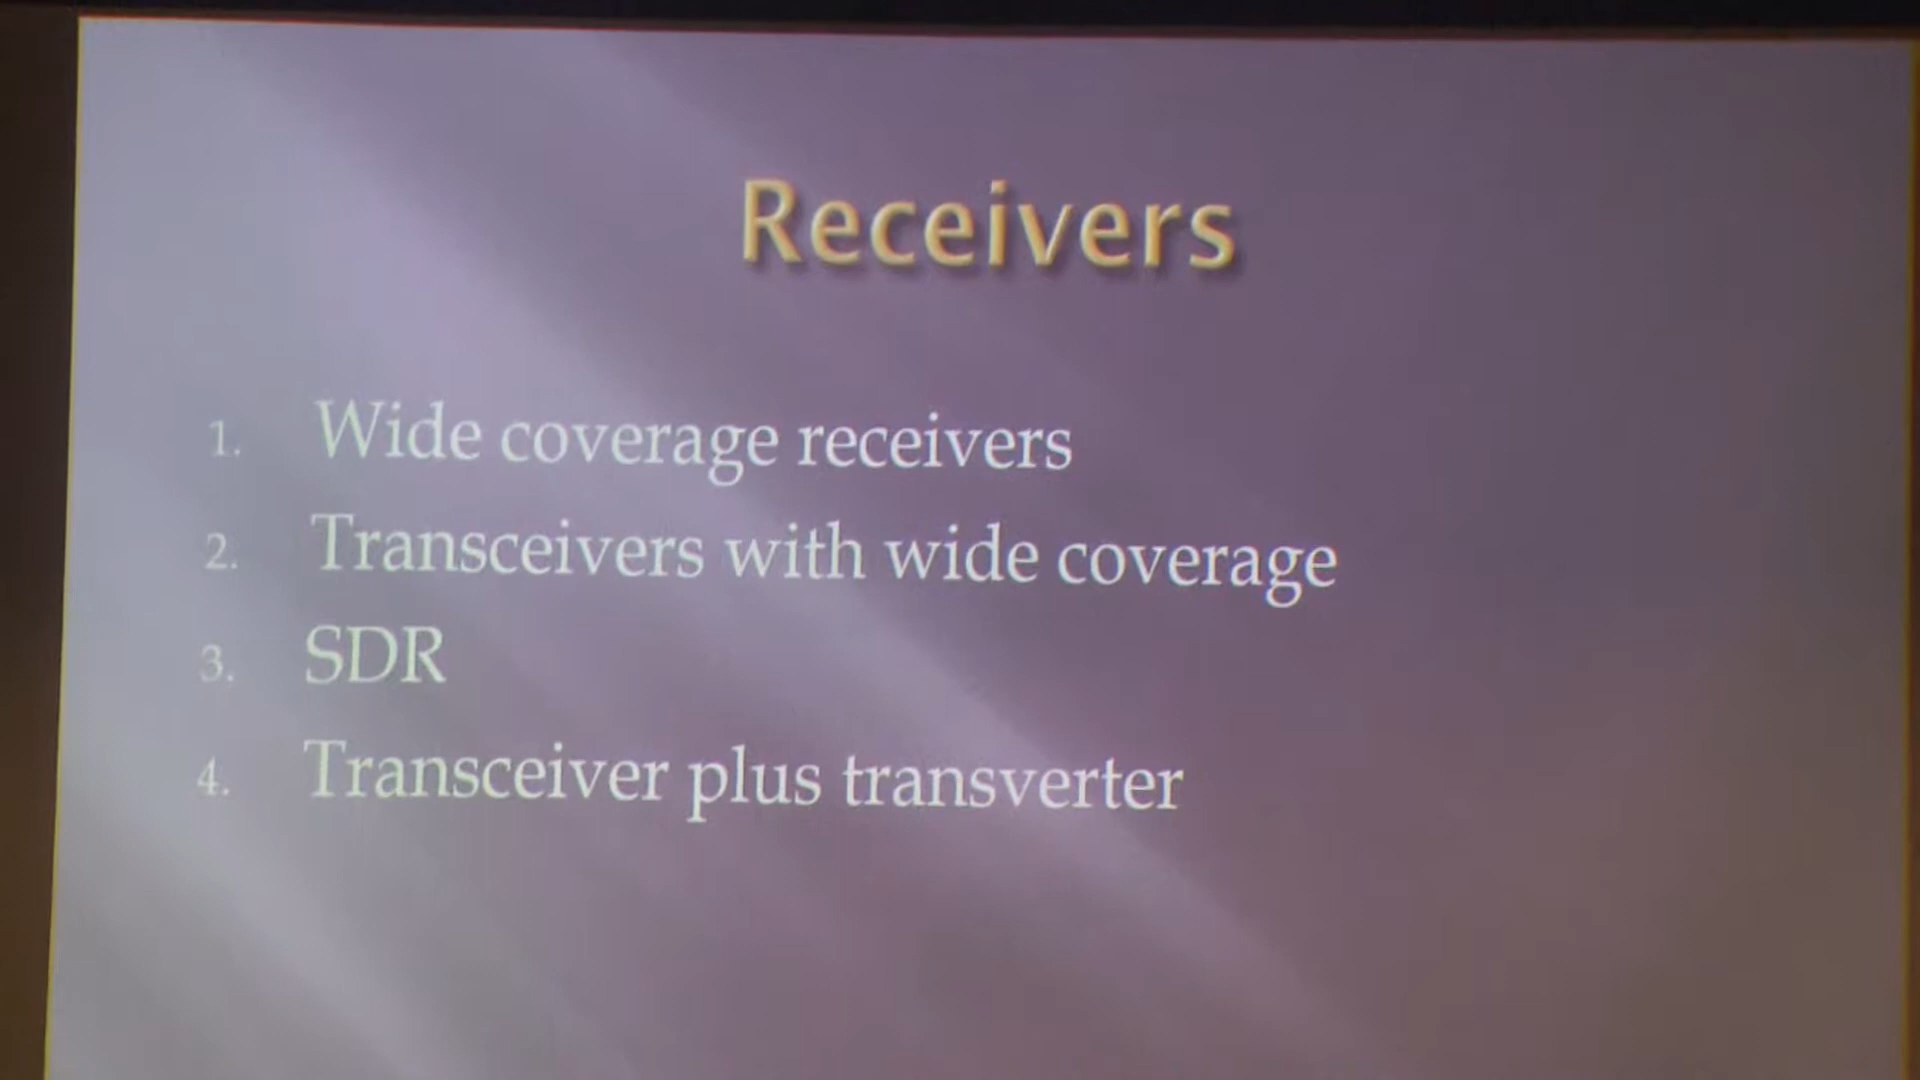 Receivers
1. Wide coverage receivers
2. Transceivers with wide coverage
3. SDR
4. Transceiver plus transverter